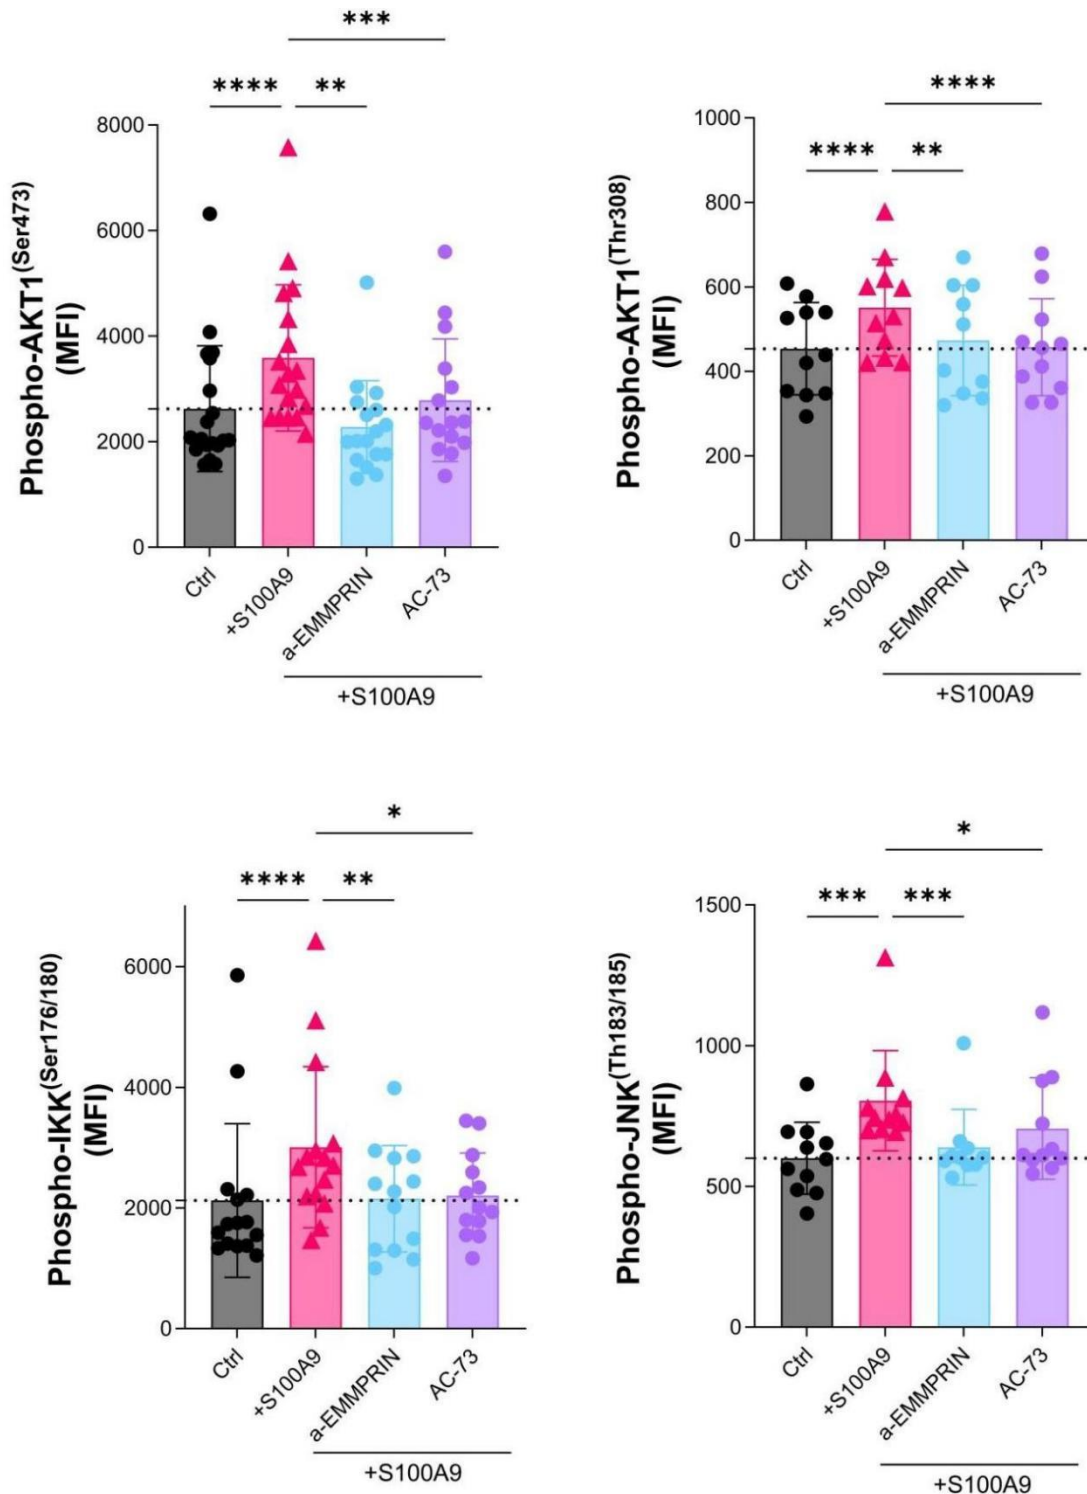 ***
**** **
8000
6000
4000
2000
0
Phospho-AKT1(Ser473)
(MFI)
Ctrl
+S100A9
a-EMMPRIN
AC-73
+S100A9
****
**** **
1000
800
600
400
200
0
Phospho-AKT1(Thr308)
(MFI)
Ctrl
+S100A9
a-EMMPRIN
AC-73
+S100A9
*
**** **
6000
4000
2000
0
Phospho-IKK(Ser176/180)
(MFI)
Ctrl
+S100A9
a-EMMPRIN
AC-73
+S100A9
*
*** ***
1500
1000
500
0
Phospho-JNK(Th183/185)
(MFI)
Ctrl
+S100A9
a-EMMPRIN
AC-73
+S100A9